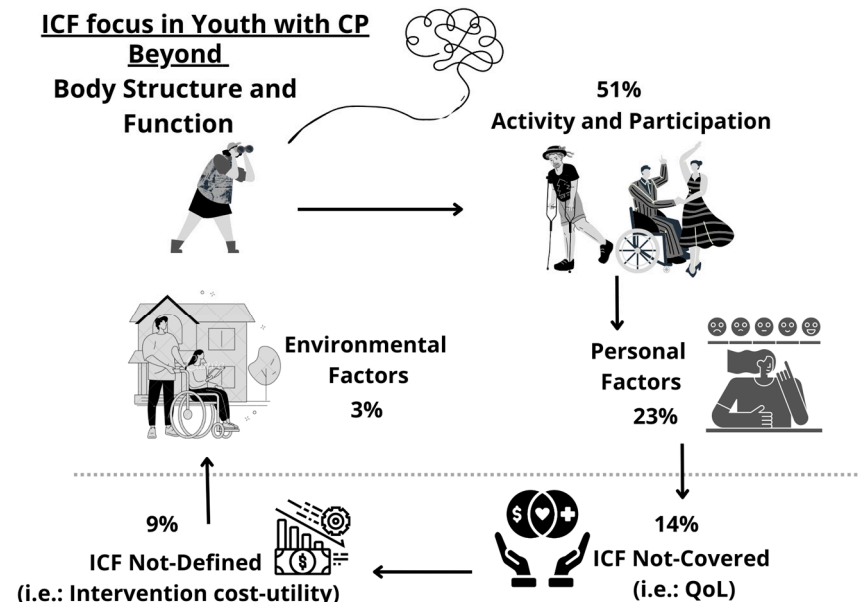 ICF focus in Youth with CP
Beyond
Body Structure and
Function
51%
Activity and Participation
Personal
Factors
23%
14%
ICF Not-Covered
(i.e.: QoL)
9%
ICF Not-Defined
(i.e.: Intervention cost-utility)
Environmental
Factors
3%